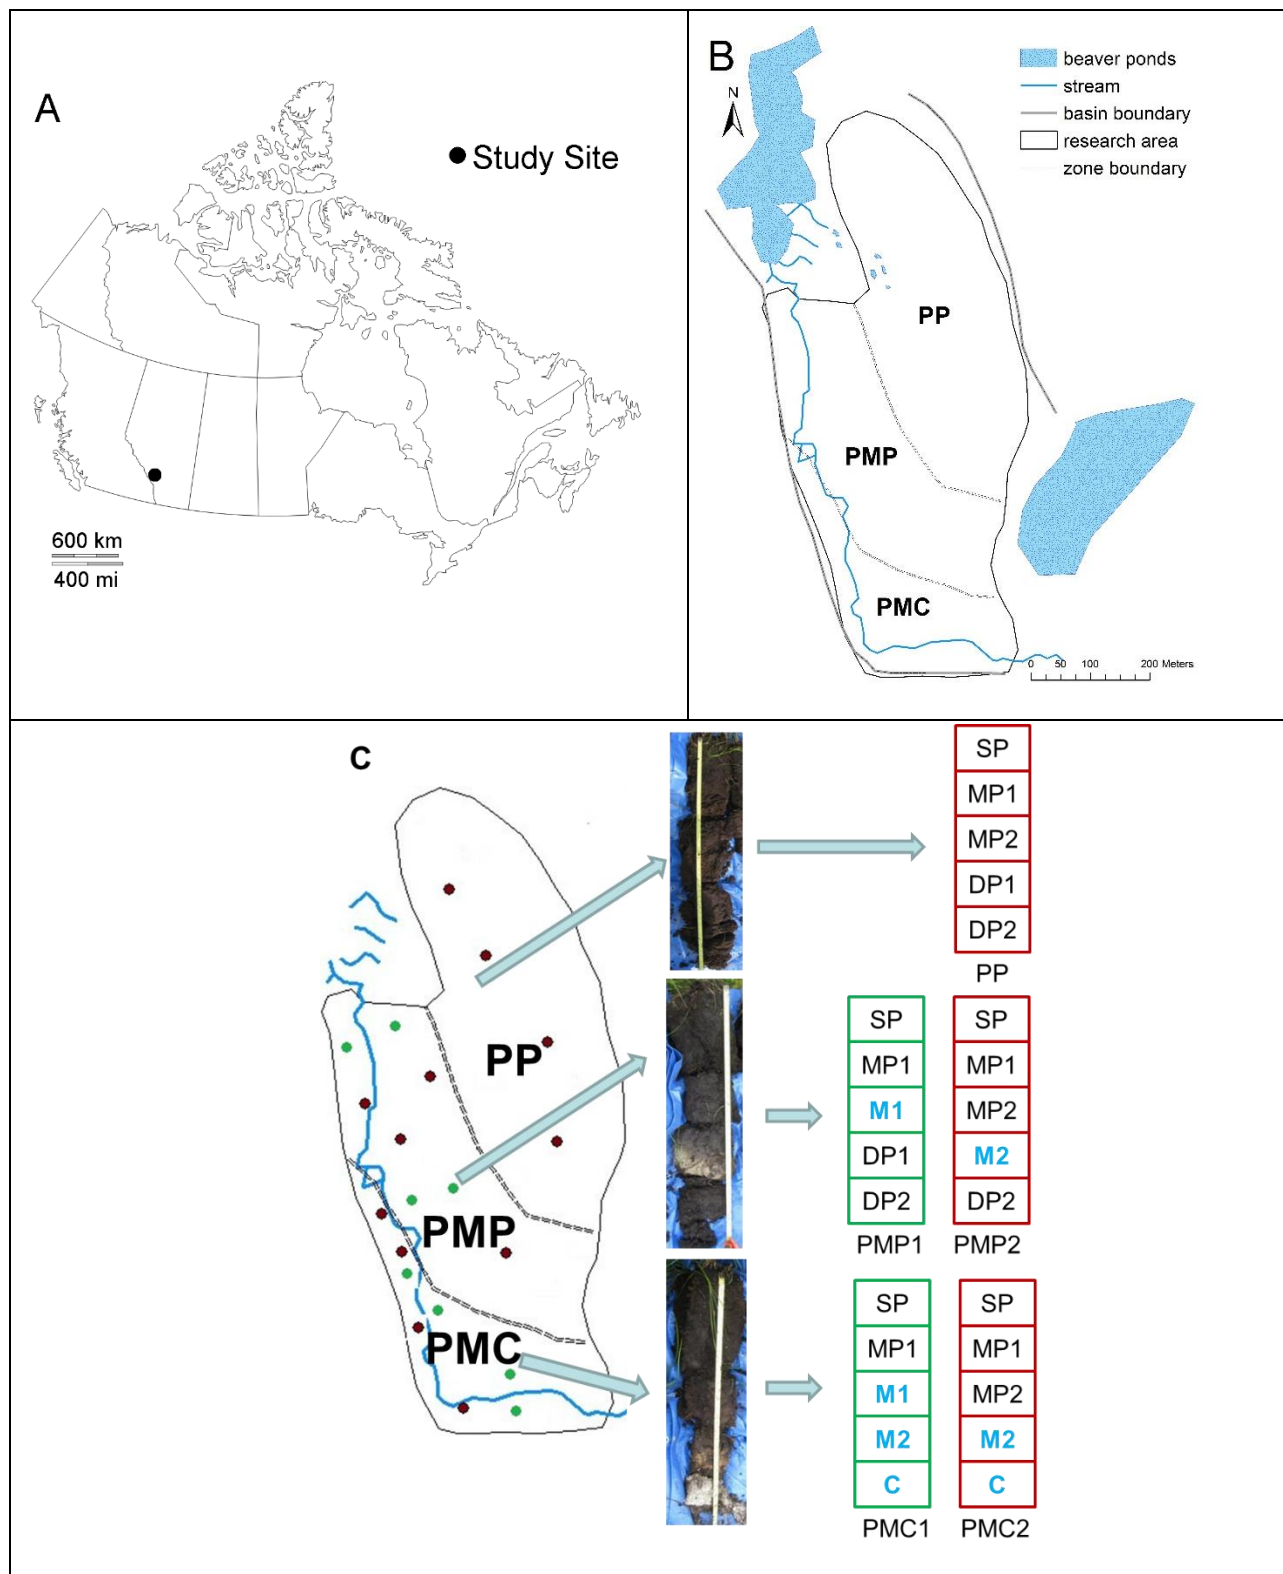 A
Study Site
600 km
400 mi
B
N
beaver ponds
stream
basin boundary
research area
zone boundary
PP
PMP
PMC
0 50 100 200 Meters
C
PP
PMP
PMC
SP
MP1
MP2
DP1
DP2
PP
SP
MP1
M1
DP1
DP2
PMP1
SP
MP1
MP2
M2
DP2
PMP2
SP
MP1
M1
M2
C
PMC1
SP
MP1
MP2
M2
C
PMC2